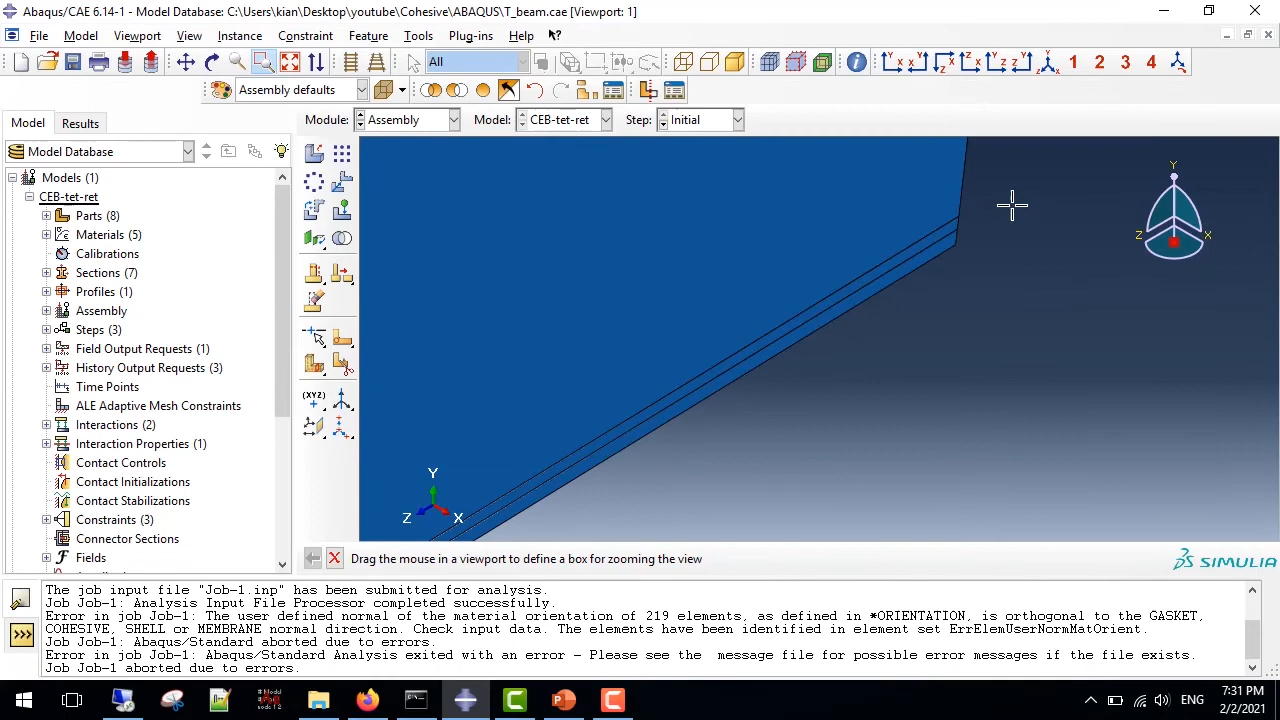 Abaqus/CAE 6.14-1 - Model Database: C:\Users\kian\Desktop\youtube\Cohesive\ABAQUS\T_beam.cae [Viewport: 1]
File Model Viewport View Instance Constraint Feature Tools Plug-ins Help
All
1 2 3 4
Assembly defaults
Model Results
Module: Assembly Model: CEB-tet-ret Step: Initial
Model Database
Models (1)
CEB-tet-ret
Parts (8)
Materials (5)
Calibrations
Sections (7)
Profiles (1)
Assembly
Steps (3)
Field Output Requests (1)
History Output Requests (3)
Time Points
ALE Adaptive Mesh Constraints
Interactions (2)
Interaction Properties (1)
Contact Controls
Contact Initializations
Contact Stabilizations
Constraints (3)
Connector Sections
Fields
(XYZ)
Y
Z X
Y
Z X
Drag the mouse in a viewport to define a box for zooming the view
SIMULIA
The job input file "Job-1.inp" has been submitted for analysis.
Job Job-1: Analysis Input File Processor completed successfully.
Error in job Job-1: The user defined normal of the material orientation of 219 elements, as defined in *ORIENTATION, is orthogonal to the GASKET,
COHESIVE, SHELL or MEMBRANE normal direction. Check input data. The elements have been identified in element set ErrElemUserNormMatOrient.
Job Job-1: Abaqus/Standard aborted due to errors.
Error in job Job-1: Abaqus/Standard Analysis exited with an error - Please see the message file for possible error messages if the file exists.
Job Job-1 aborted due to errors.
ENG
7:31 PM
2/2/2021